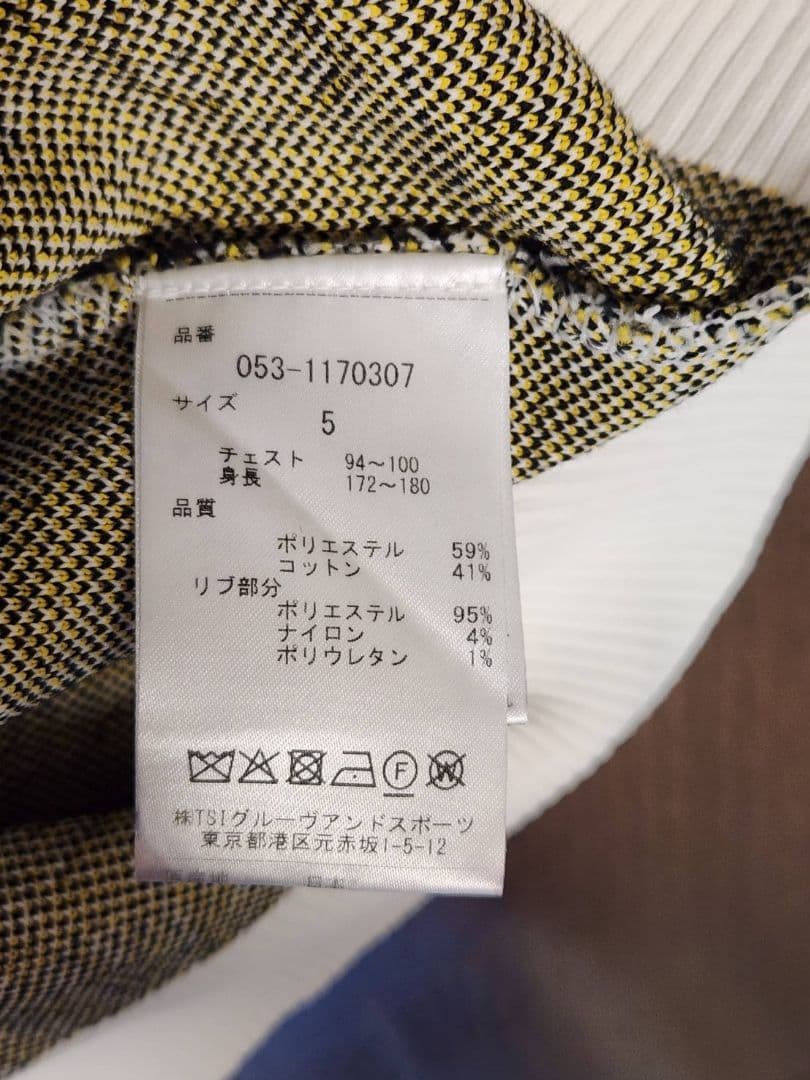 品番
053-1170307
サイズ
5
チェスト 94～100
身長 172～180
品質
ポリエステル 59%
コットン 41%
リブ部分
ポリエステル 95%
ナイロン 4%
ポリウレタン 1%
F W
㈱TSIグルーヴアンドスポーツ
東京都港区元赤坂1-5-12